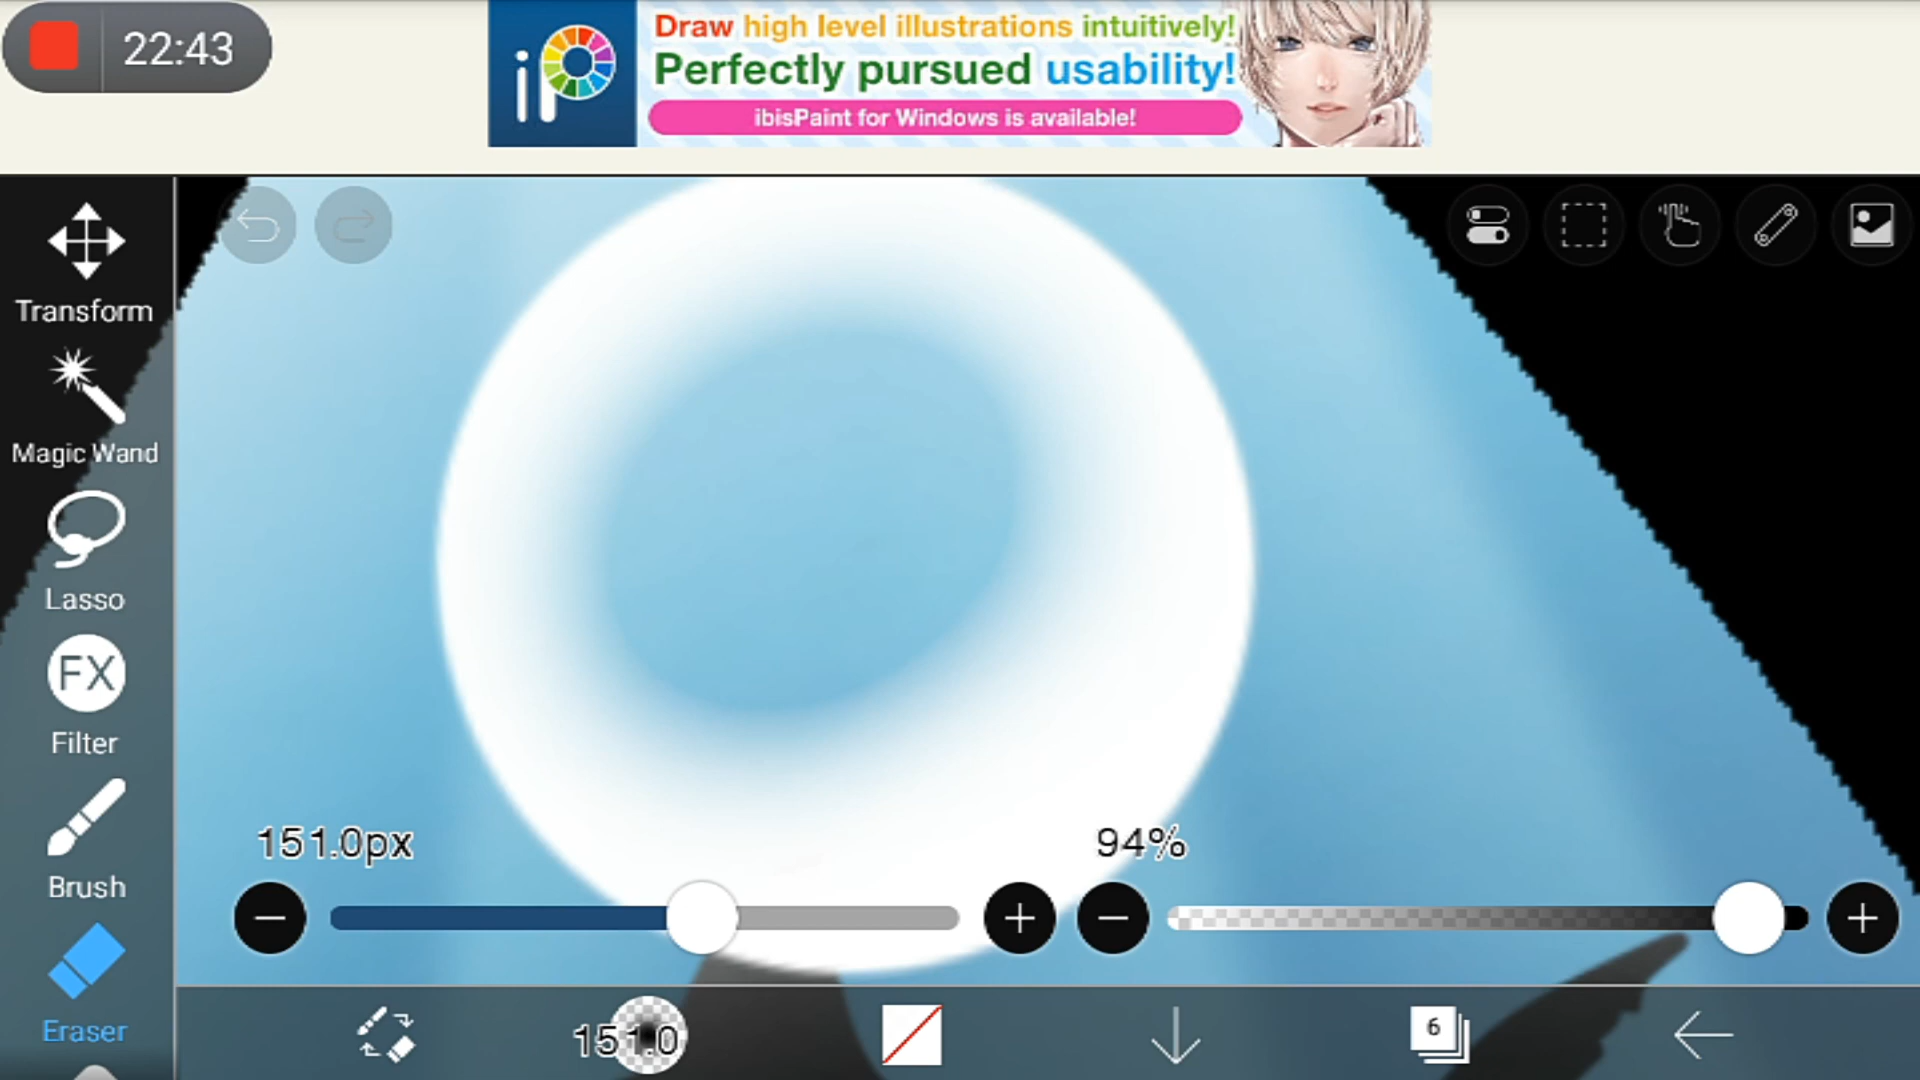 22:43
iP
Draw high level illustrations intuitively!
Perfectly pursued usability!
ibisPaint for Windows is available!
Transform
Magic Wand
Lasso
FX
Filter
Brush
Eraser
151.0px
94%
151.0
6